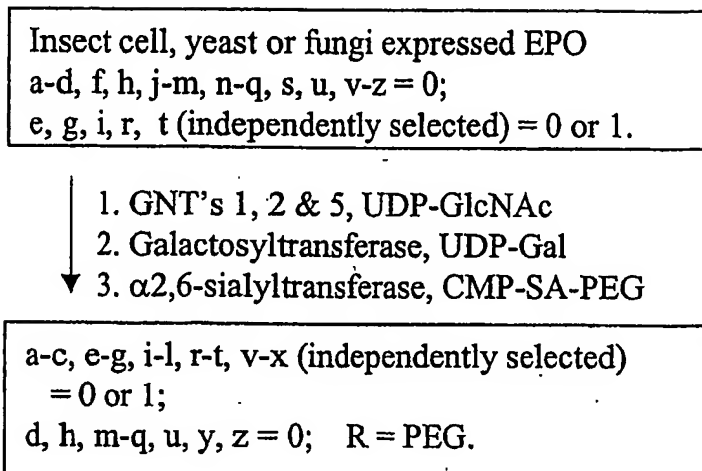 Insect cell, yeast or fungi expressed EPO
a-d, f, h, j-m, n-q, s, u, v-z = 0;
e, g, i, r, t (independently selected) = 0 or 1.
1. GNT's 1, 2 & 5, UDP-GlcNAc
2. Galactosyltransferase, UDP-Gal
3. α2,6-sialyltransferase, CMP-SA-PEG
a-c, e-g, i-l, r-t, v-x (independently selected)
= 0 or 1;
d, h, m-q, u, y, z = 0; R = PEG.